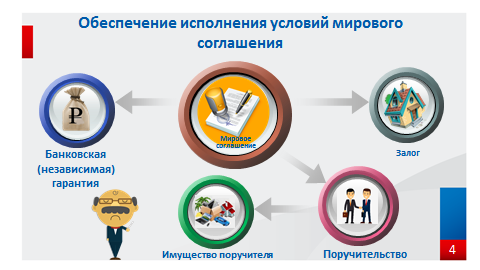 Обеспечение исполнения условий мирового
соглашения
₽
Мировое
соглашение
Банковская
(независимая)
гарантия
Залог
Имущество поручителя
Поручительство
4